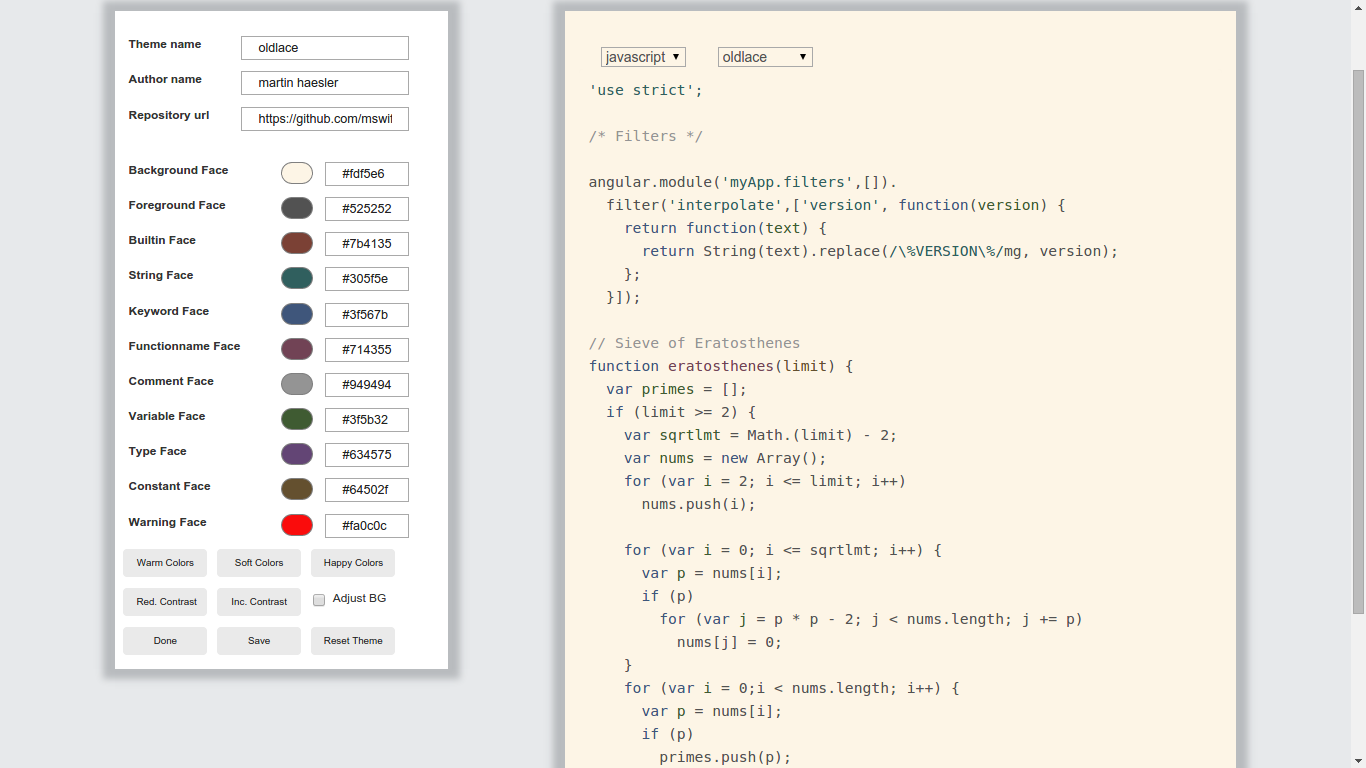 Theme name oldlace
Author name martin haesler
Repository url https://github.com/mswif
Background Face #fdf5e6
Foreground Face #525252
Builtin Face #7b4135
String Face #305f5e
Keyword Face #3f567b
Functionname Face #714355
Comment Face #949494
Variable Face #3f5b32
Type Face #634575
Constant Face #64502f
Warning Face #fa0c0c
Warm Colors Soft Colors Happy Colors
Red. Contrast Inc. Contrast Adjust BG
Done Save Reset Theme
javascript oldlace
'use strict';
/* Filters */
angular.module('myApp.filters',[]).
  filter('interpolate',['version', function(version) {
    return function(text) {
      return String(text).replace(/\%VERSION\%/mg, version);
    };
  }]);
// Sieve of Eratosthenes
function eratosthenes(limit) {
  var primes = [];
  if (limit >= 2) {
    var sqrtlmt = Math.(limit) - 2;
    var nums = new Array();
    for (var i = 2; i <= limit; i++)
      nums.push(i);
    for (var i = 0; i <= sqrtlmt; i++) {
      var p = nums[i];
      if (p)
        for (var j = p * p - 2; j < nums.length; j += p)
          nums[j] = 0;
    }
    for (var i = 0;i < nums.length; i++) {
      var p = nums[i];
      if (p)
        primes.push(p);